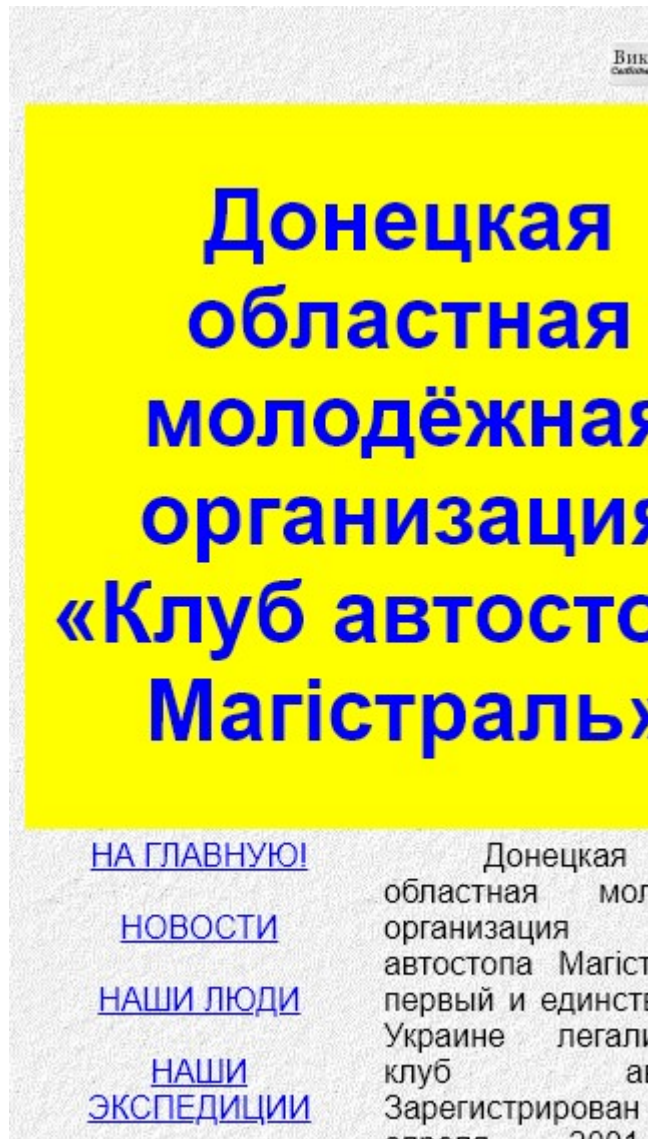 Донецкая
областная
молодёжная
организация
«Клуб автосто
Магістраль»
НА ГЛАВНУЮ!
НОВОСТИ
НАШИ ЛЮДИ
НАШИ
ЭКСПЕДИЦИИ
Донецкая
областная мол
организация
автостопа Магіст
первый и единств
Украине легали
клуб ав
Зарегистрирован